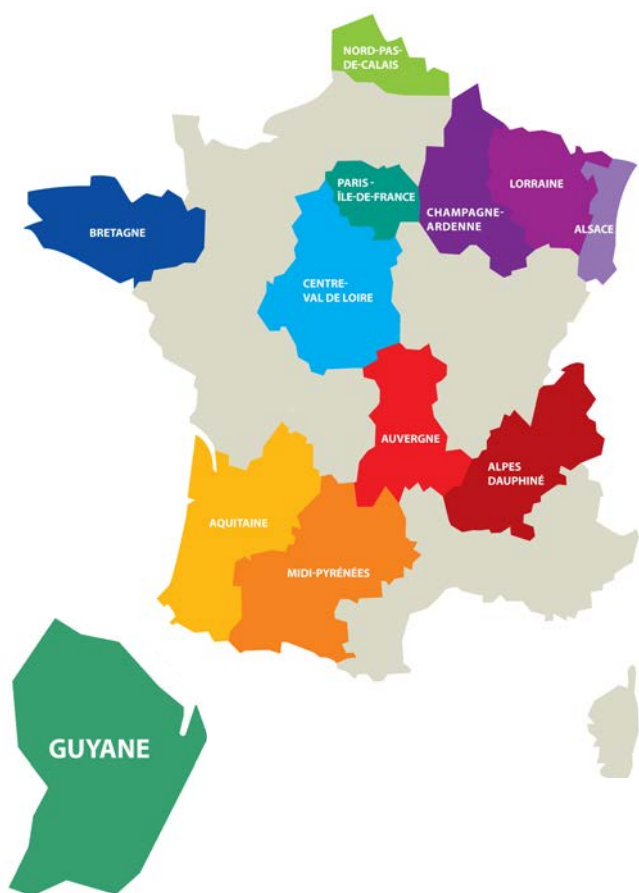 NORD-PAS-
DE-CALAIS
PARIS -
ÎLE-DE-FRANCE
CHAMPAGNE-
ARDENNE
LORRAINE
ALSACE
BRETAGNE
CENTRE-
VAL DE LOIRE
AUVERGNE
ALPES
DAUPHINÉ
AQUITAINE
MIDI-PYRÉNÉES
GUYANE